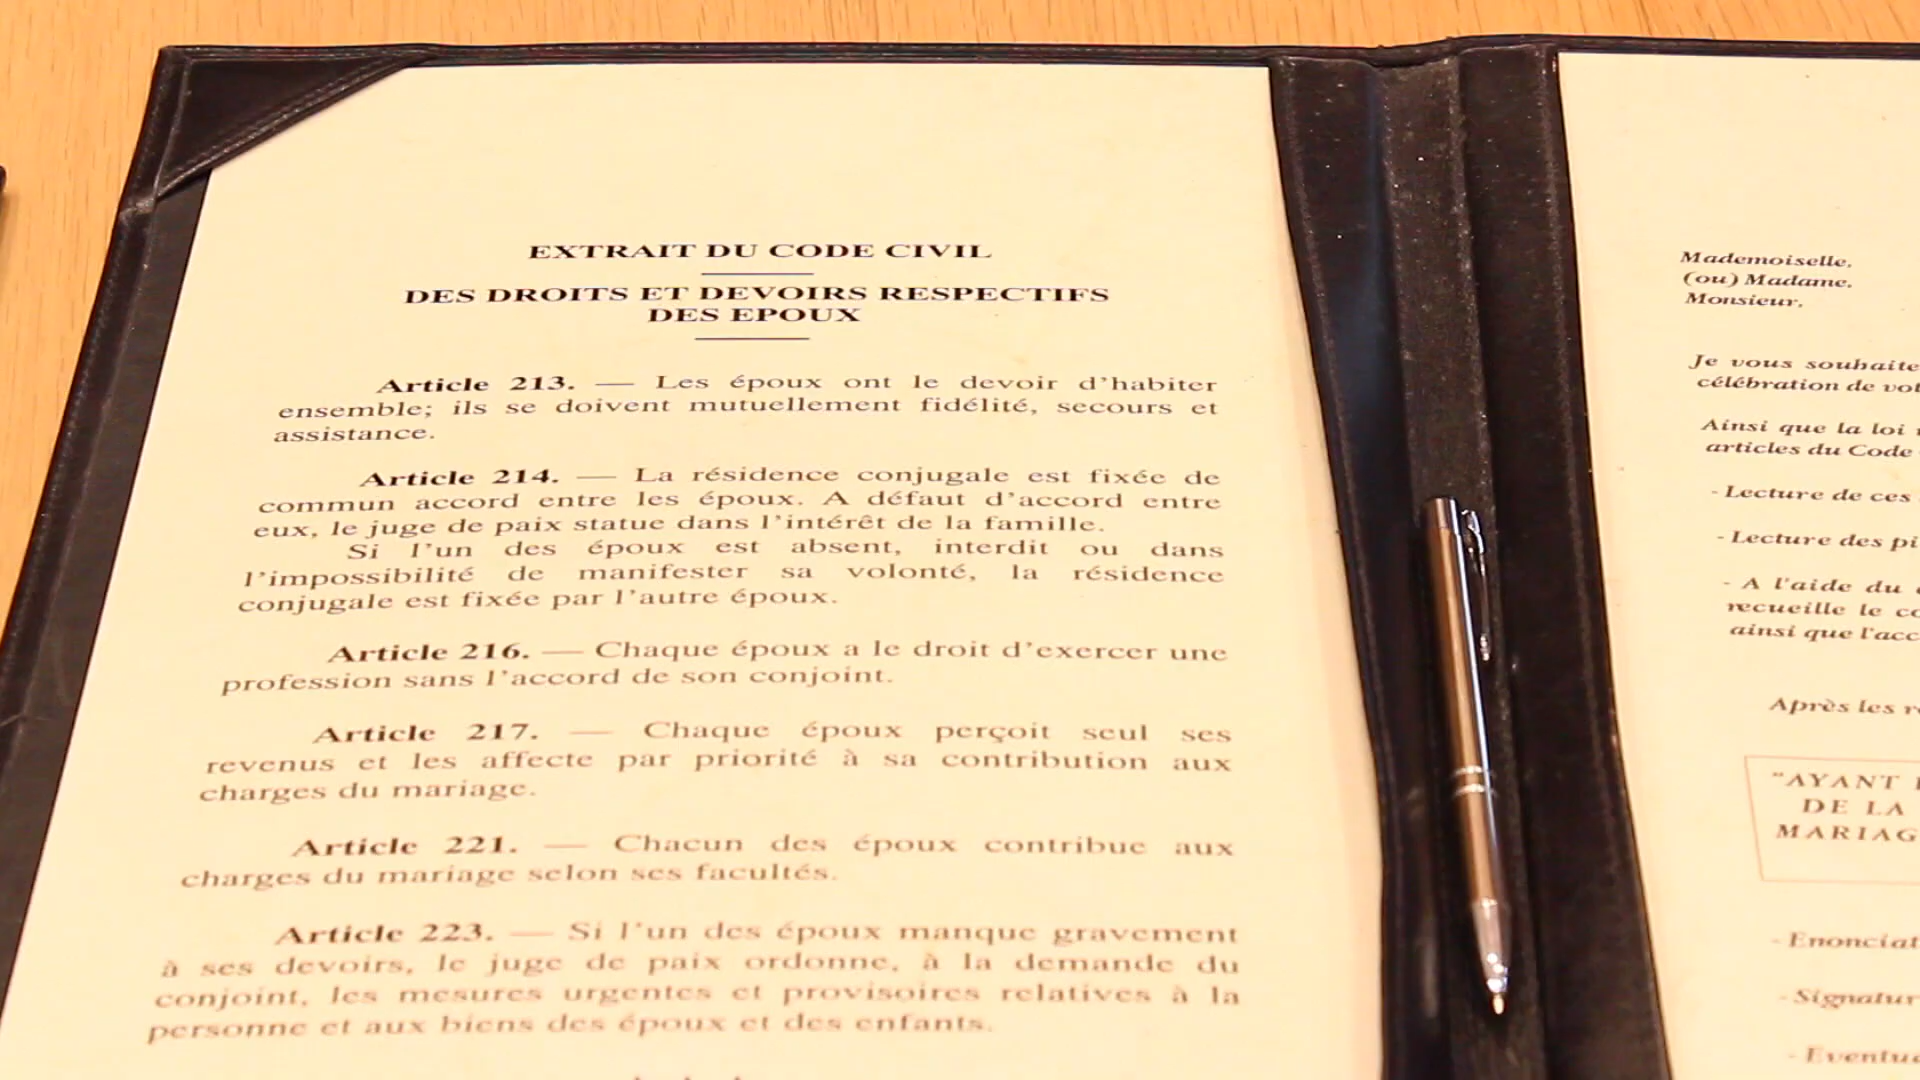 EXTRAIT DU CODE CIVIL
DES DROITS ET DEVOIRS RESPECTIFS
DES EPOUX
Article 213. — Les époux ont le devoir d'habiter
ensemble; ils se doivent mutuellement fidélité, secours et
assistance.
Article 214. — La résidence conjugale est fixée de
commun accord entre les époux. A défaut d'accord entre
eux, le juge de paix statue dans l'intérêt de la famille.
Si l'un des époux est absent, interdit ou dans
l'impossibilité de manifester sa volonté, la résidence
conjugale est fixée par l'autre époux.
Article 216. — Chaque époux a le droit d'exercer une
profession sans l'accord de son conjoint.
Article 217. — Chaque époux perçoit seul ses
revenus et les affecte par priorité à sa contribution aux
charges du mariage.
Article 221. — Chacun des époux contribue aux
charges du mariage selon ses facultés.
Article 223. — Si l'un des époux manque gravement
à ses devoirs, le juge de paix ordonne, à la demande du
conjoint, les mesures urgentes et provisoires relatives à la
personne et aux biens des époux et des enfants.
Mademoiselle,
(ou) Madame.
Monsieur,
Je vous souhaite
célébration de
Ainsi que la loi
articles du Code
- Lecture de ces
- Lecture des
- A l'aide du
recueille le
ainsi que
Après les
"AYANT
DE LA
-